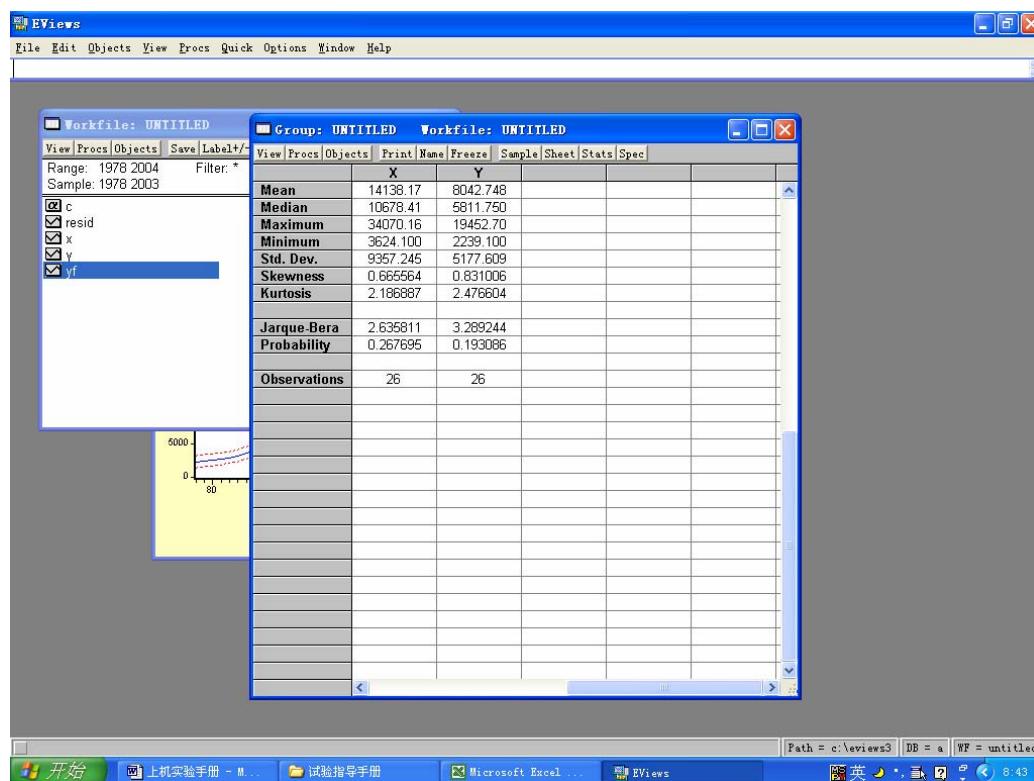 EViews
File Edit Objects View Procs Quick Options Window Help
Workfile: UNTITLED
View Procs Objects Save Label+/-
Range: 1978 2004 Filter: *
Sample: 1978 2003
c
resid
x
y
yf
5000
0
80
Group: UNTITLED Workfile: UNTITLED
View Procs Objects Print Name Freeze Sample Sheet Stats Spec
X Y
Mean 14138.17 8042.748
Median 10678.41 5811.750
Maximum 34070.16 19452.70
Minimum 3624.100 2239.100
Std. Dev. 9357.245 5177.609
Skewness 0.665564 0.831006
Kurtosis 2.186887 2.476604
Jarque-Bera 2.635811 3.289244
Probability 0.267695 0.193086
Observations 26 26
Path = c:\eviews3 DB = a WF = untitled
开始 上机实验手册 - M... 试验指导手册 Microsoft Excel ... EViews 英 8:43